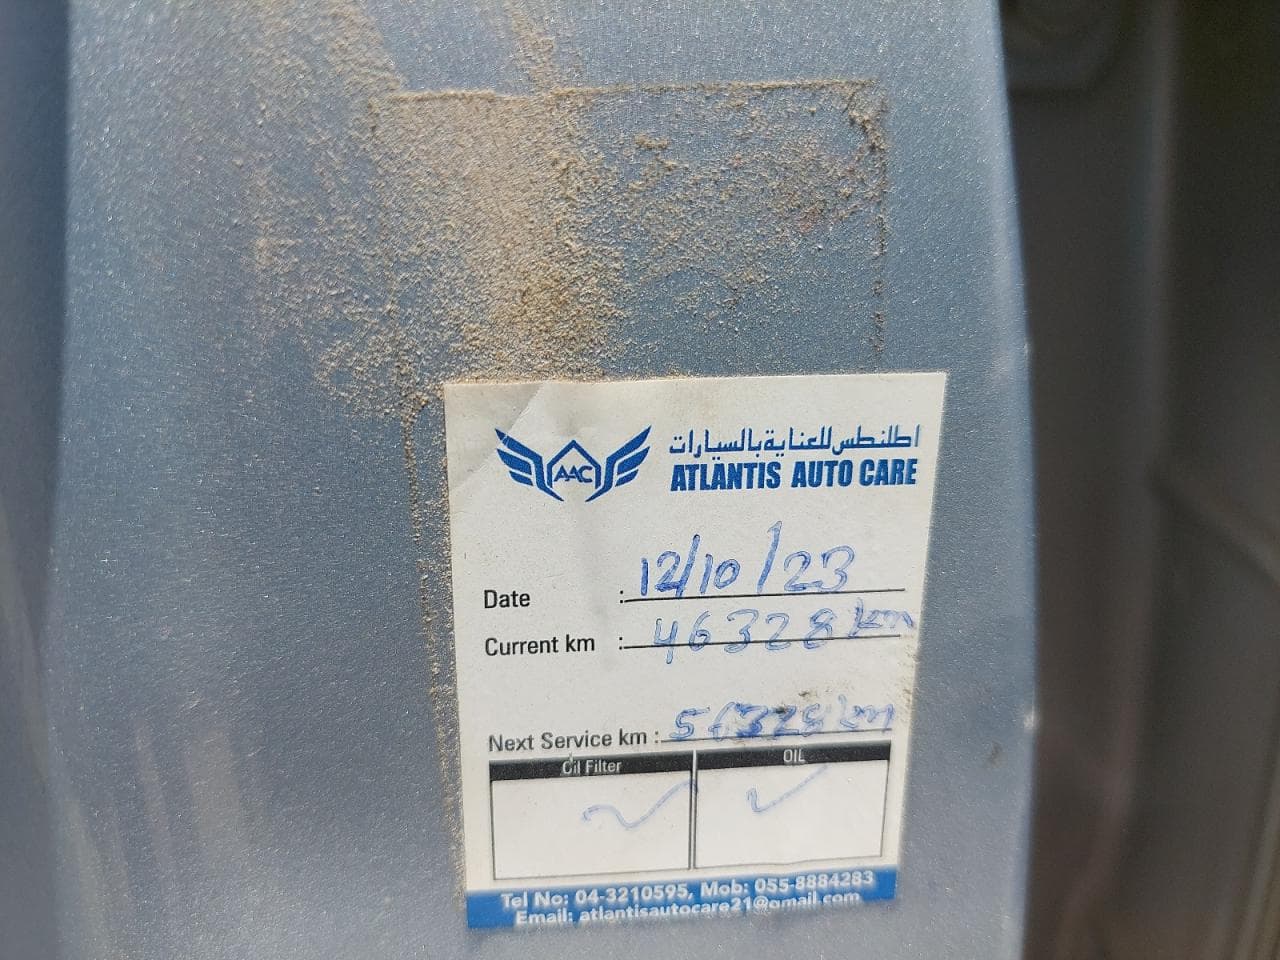 اطلنطس للعناية بالسيارات
AAC
ATLANTIS AUTO CARE
Date : 12/10/23
Current km : 46328 km
Next Service km : 56328 km
Oil Filter OIL
Tel No: 04-3210595, Mob: 055-8884283
Email: atlantisautocare21@gmail.com